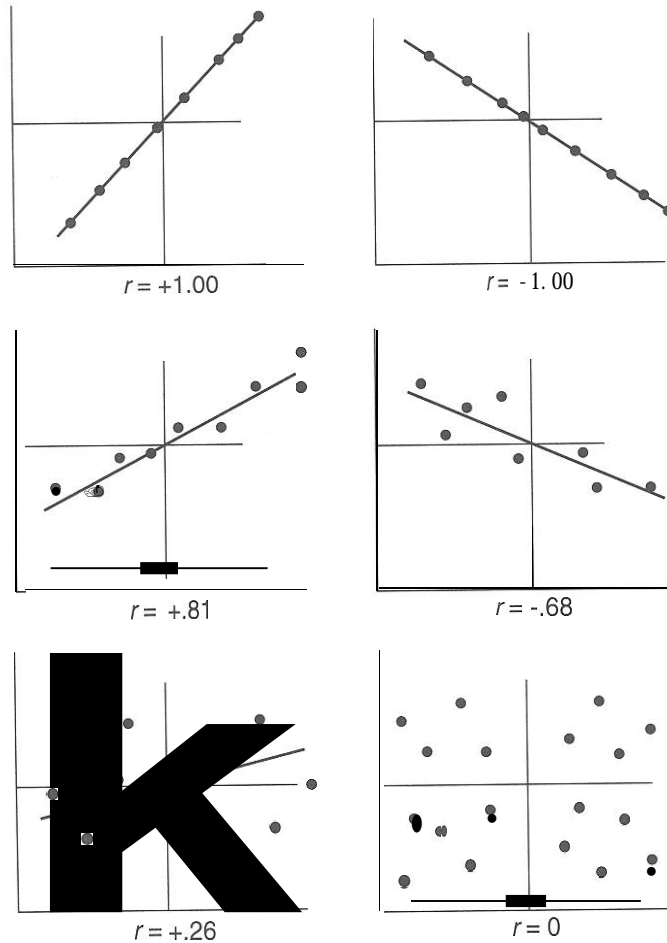 r = +1.00
r = -1.00
r = +.81
r = -.68
k
r = +.26
r = 0